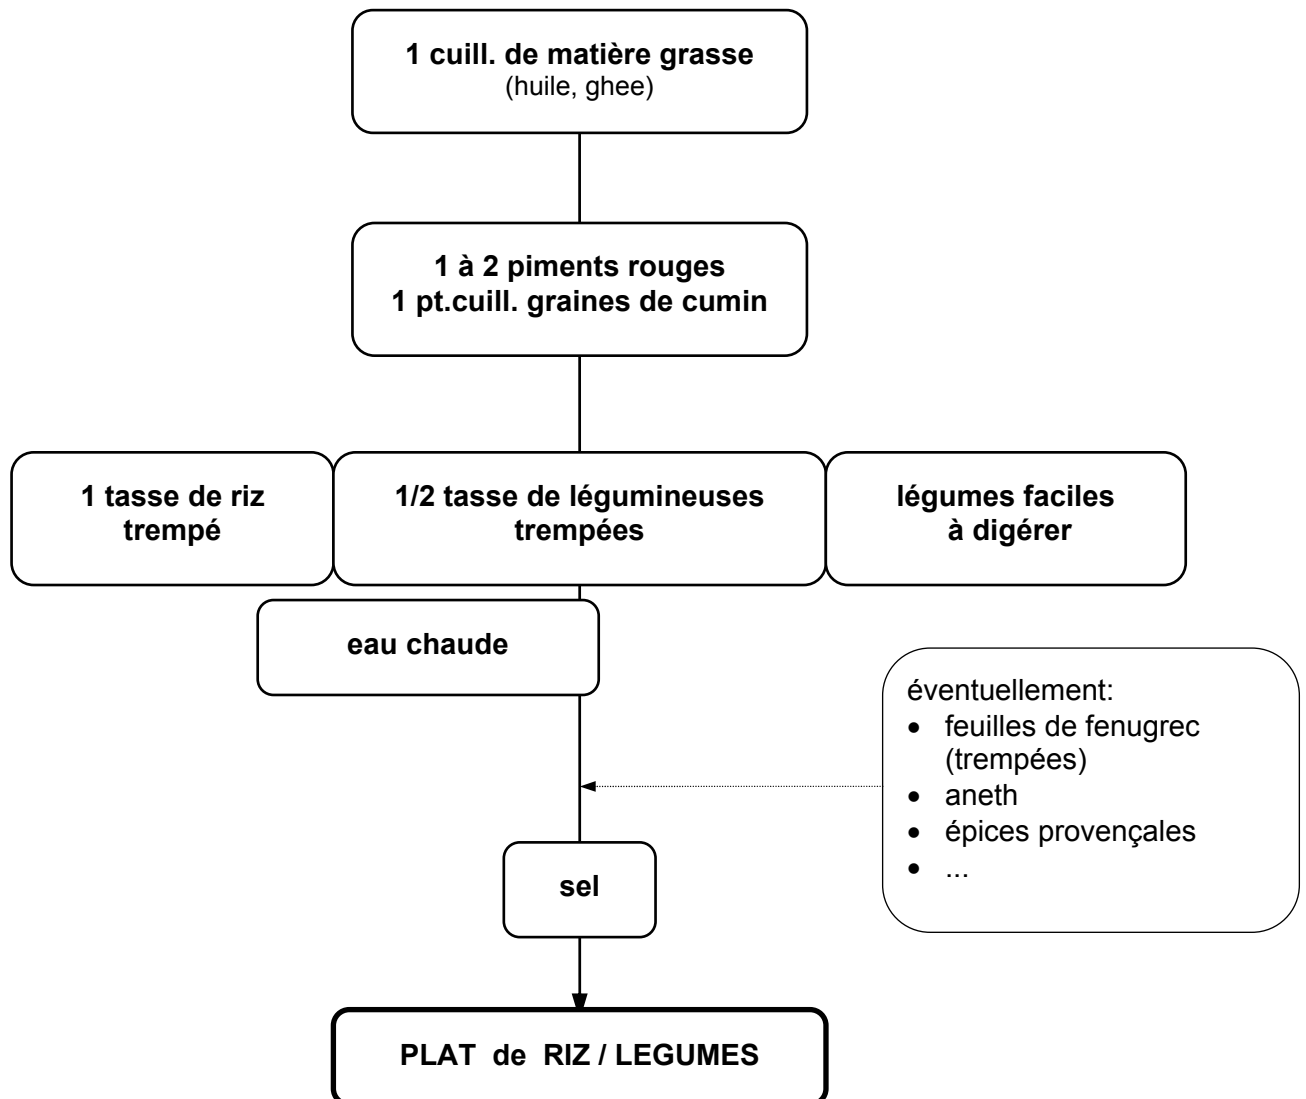 1 cuill. de matière grasse
(huile, ghee)
1 à 2 piments rouges
1 pt.cuill. graines de cumin
1 tasse de riz
trempé
1/2 tasse de légumineuses
trempées
légumes faciles
à digérer
eau chaude
éventuellement:
• feuilles de fenugrec
(trempées)
• aneth
• épices provençales
• ...
sel
PLAT de RIZ / LEGUMES